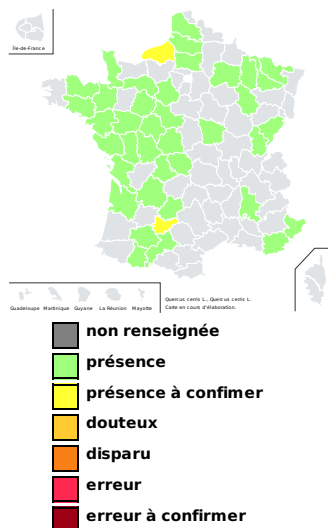 Île-de-France
Guadeloupe Martinique Guyane La Réunion Mayotte
Quercus cerris L., Quercus cerris L.
Carte en cours d'élaboration.
non renseignée
présence
présence à confimer
douteux
disparu
erreur
erreur à confirmer